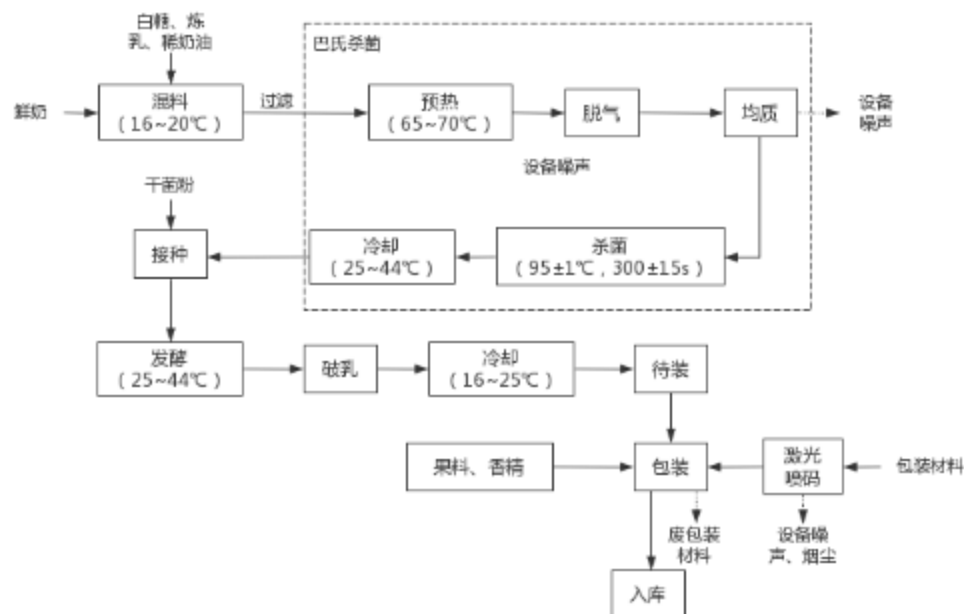 白糖、炼
乳、稀奶油
巴氏杀菌
鲜奶
混料
（16~20℃）
过滤
预热
（65~70℃）
脱气
均质
设备
噪声
设备噪声
干菌粉
接种
冷却
（25~44℃）
杀菌
（95±1℃，300±15s）
发酵
（25~44℃）
破乳
冷却
（16~25℃）
待装
果料、香精
包装
激光
喷码
包装材料
废包装
材料
设备噪
声、烟尘
入库